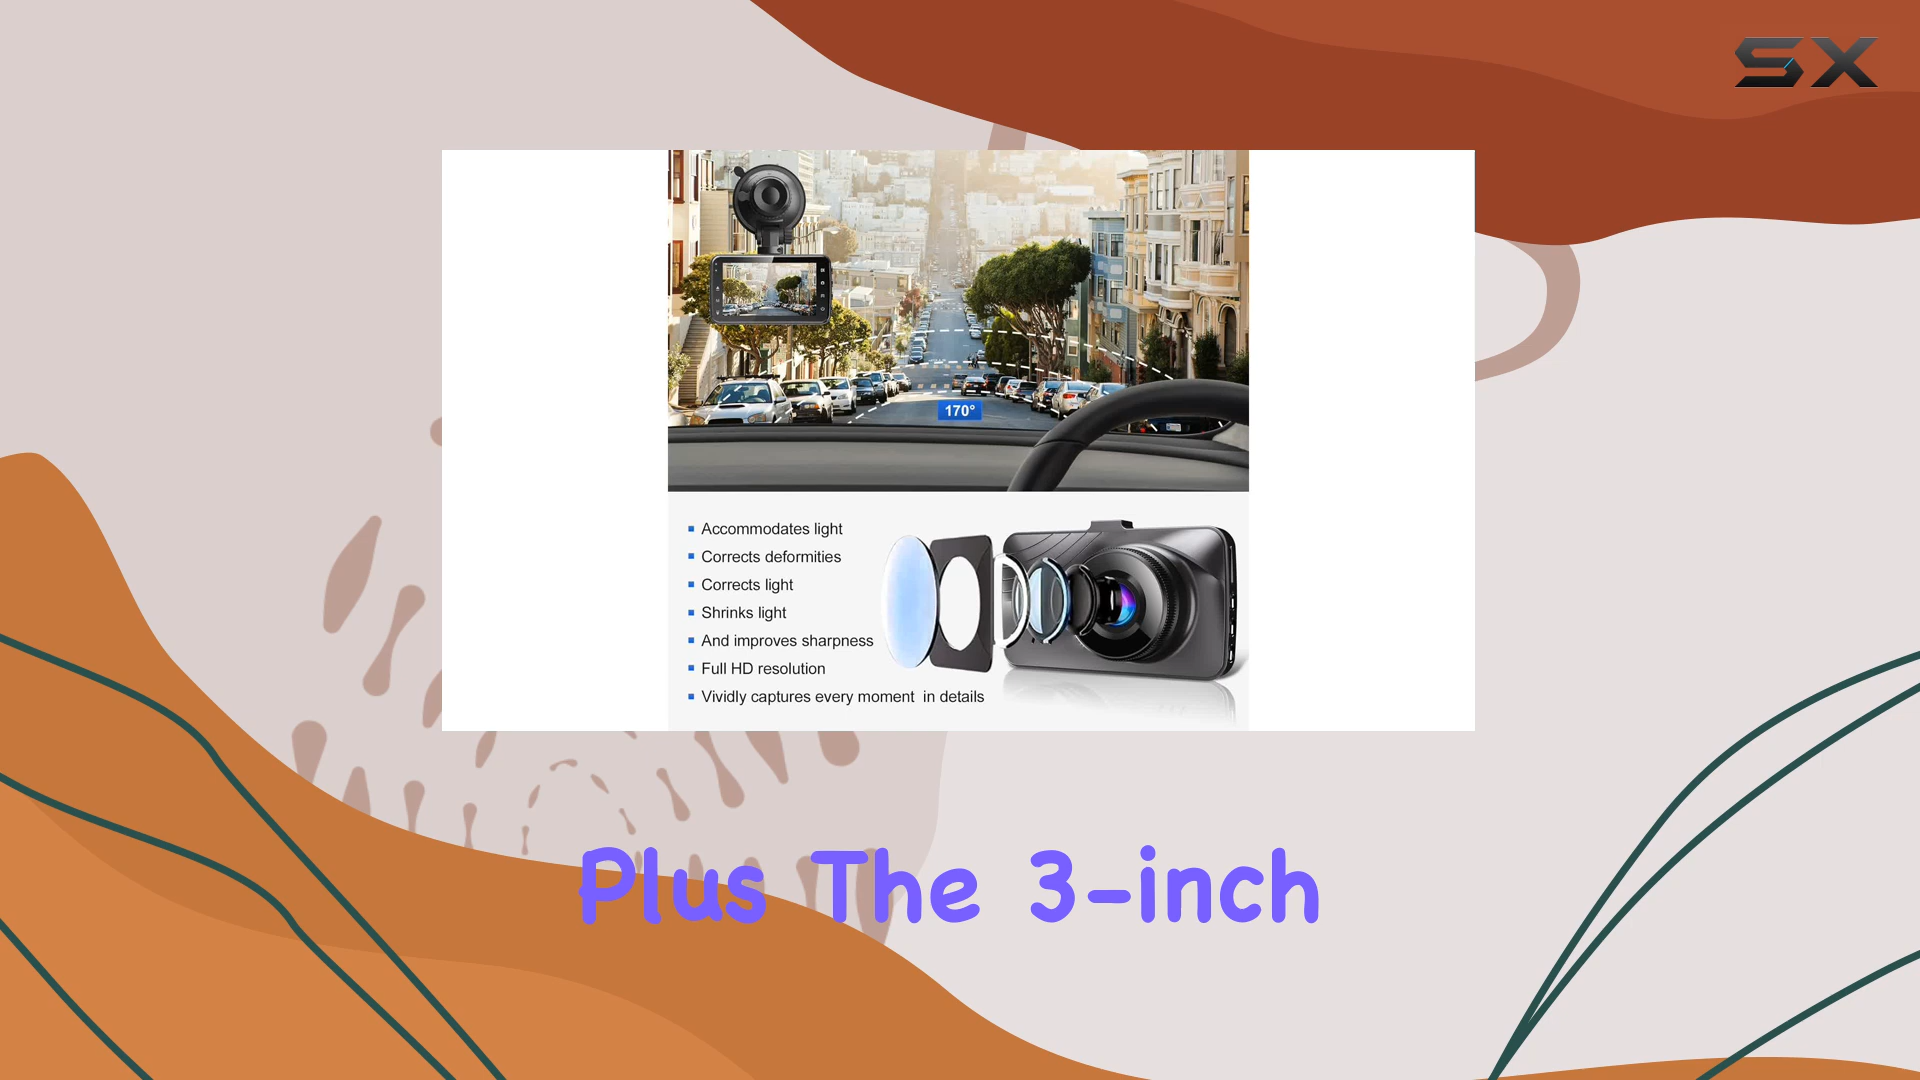 SX
170°
Accommodates light
Corrects deformities
Corrects light
Shrinks light
And improves sharpness
Full HD resolution
Vividly captures every moment in details
Plus The 3-inch